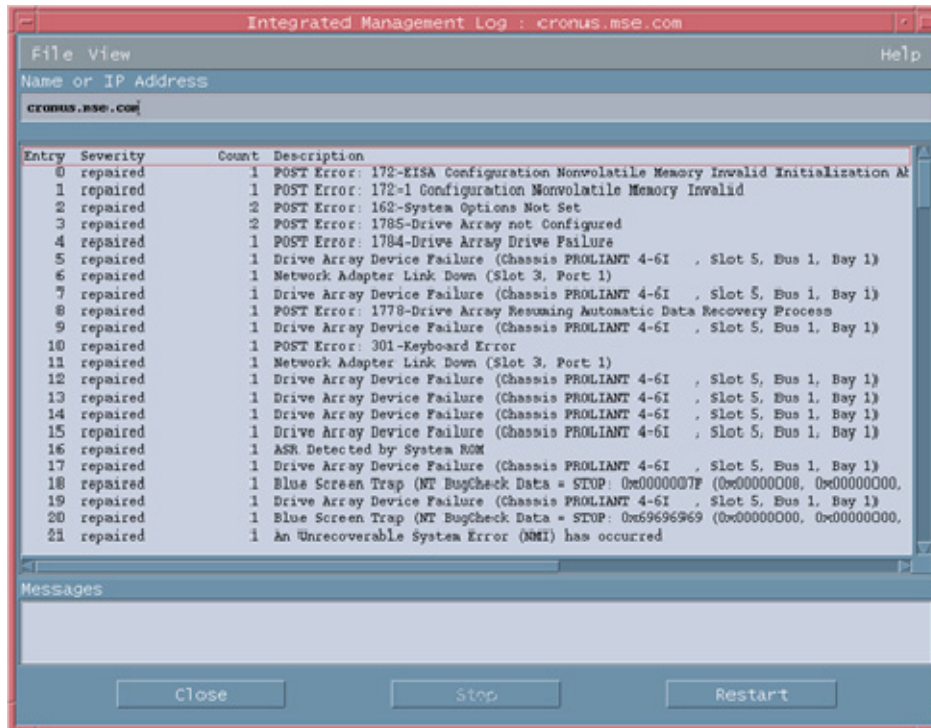 Integrated Management Log : cronus.mse.com
File View Help
Name or IP Address
cronus.mse.com
Entry Severity Count Description
0 repaired 1 POST Error: 172-EISA Configuration Nonvolatile Memory Invalid Initialization Ab
1 repaired 1 POST Error: 172-1 Configuration Nonvolatile Memory Invalid
2 repaired 2 POST Error: 162-System Options Not Set
3 repaired 2 POST Error: 1785-Drive Array not Configured
4 repaired 1 POST Error: 1784-Drive Array Drive Failure
5 repaired 1 Drive Array Device Failure (Chassis PROLIANT 4-6I , Slot 5, Bus 1, Bay 1)
6 repaired 1 Network Adapter Link Down (Slot 3, Port 1)
7 repaired 1 Drive Array Device Failure (Chassis PROLIANT 4-6I , Slot 5, Bus 1, Bay 1)
8 repaired 1 POST Error: 1778-Drive Array Resuming Automatic Data Recovery Process
9 repaired 1 Drive Array Device Failure (Chassis PROLIANT 4-6I , Slot 5, Bus 1, Bay 1)
10 repaired 1 POST Error: 301-Keyboard Error
11 repaired 1 Network Adapter Link Down (Slot 3, Port 1)
12 repaired 1 Drive Array Device Failure (Chassis PROLIANT 4-6I , Slot 5, Bus 1, Bay 1)
13 repaired 1 Drive Array Device Failure (Chassis PROLIANT 4-6I , Slot 5, Bus 1, Bay 1)
14 repaired 1 Drive Array Device Failure (Chassis PROLIANT 4-6I , Slot 5, Bus 1, Bay 1)
15 repaired 1 Drive Array Device Failure (Chassis PROLIANT 4-6I , Slot 5, Bus 1, Bay 1)
16 repaired 1 ASR Detected by System ROM
17 repaired 1 Drive Array Device Failure (Chassis PROLIANT 4-6I , Slot 5, Bus 1, Bay 1)
18 repaired 1 Blue Screen Trap (NT BugCheck Data = STOP: 0x0000007F (0x00000008, 0x00000000,
19 repaired 1 Drive Array Device Failure (Chassis PROLIANT 4-6I , Slot 5, Bus 1, Bay 1)
20 repaired 1 Blue Screen Trap (NT BugCheck Data = STOP: 0x69696969 (0x00000000, 0x00000000,
21 repaired 1 An Unrecoverable System Error (NMI) has occurred
Messages
Close Stop Restart